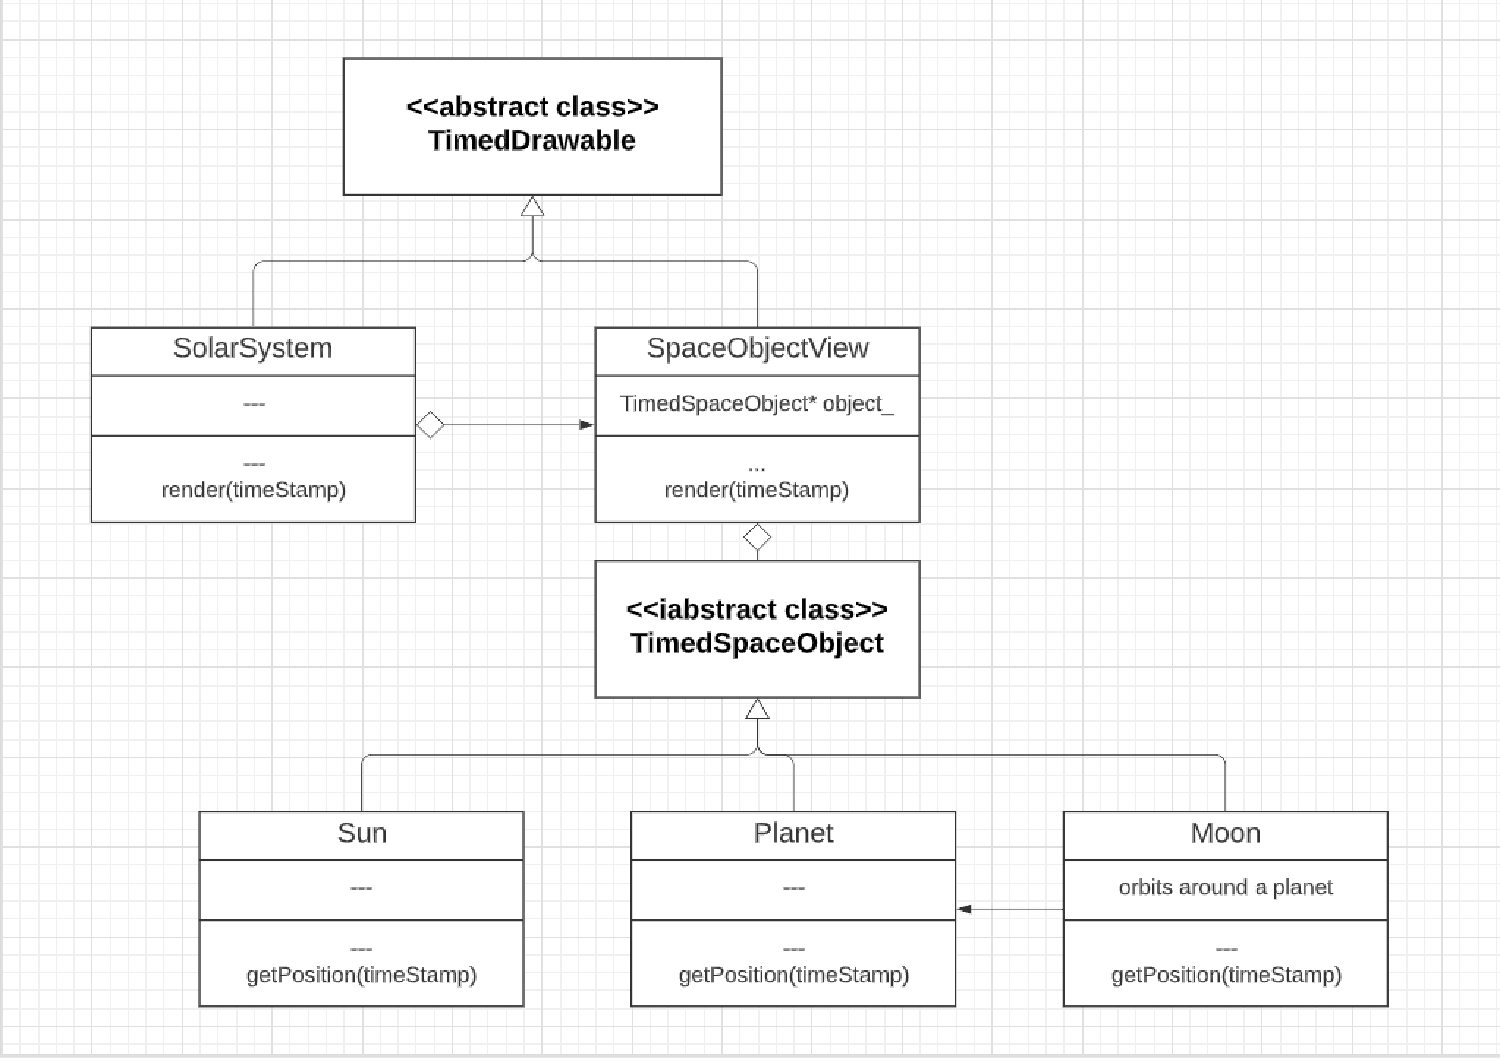 <<abstract class>>
TimedDrawable
SolarSystem
---
---
render(timeStamp)
SpaceObjectView
TimedSpaceObject* object_
...
render(timeStamp)
<<iabstract class>>
TimedSpaceObject
Sun
---
---
getPosition(timeStamp)
Planet
---
---
getPosition(timeStamp)
Moon
orbits around a planet
---
getPosition(timeStamp)